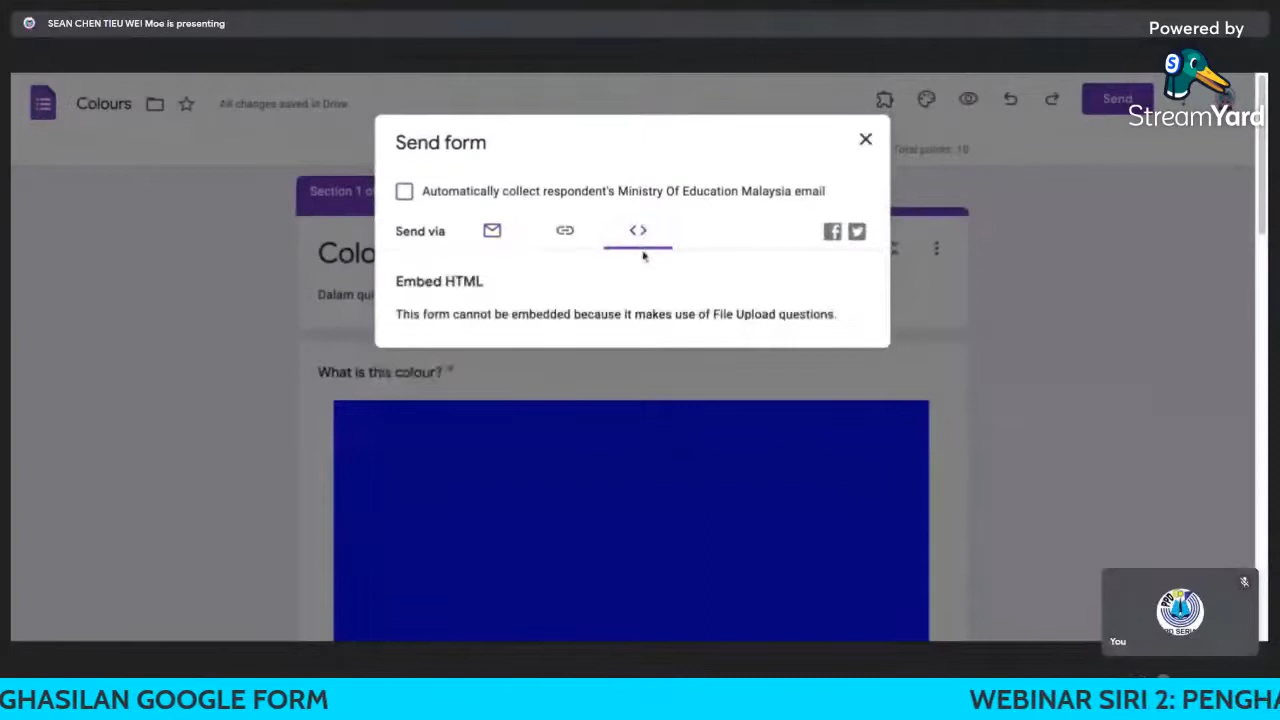 SEAN CHEN TIEU WEI Moe is presenting
Powered by
StreamYard
Colours
All changes saved in Drive
Send
Total points: 10
Send form
Automatically collect respondent's Ministry Of Education Malaysia email
Section 1 o
Send via
Colo
Embed HTML
Dalam qui
This form cannot be embedded because it makes use of File Upload questions.
What is this colour? *
You
GHASILAN GOOGLE FORM
WEBINAR SIRI 2: PENGHA